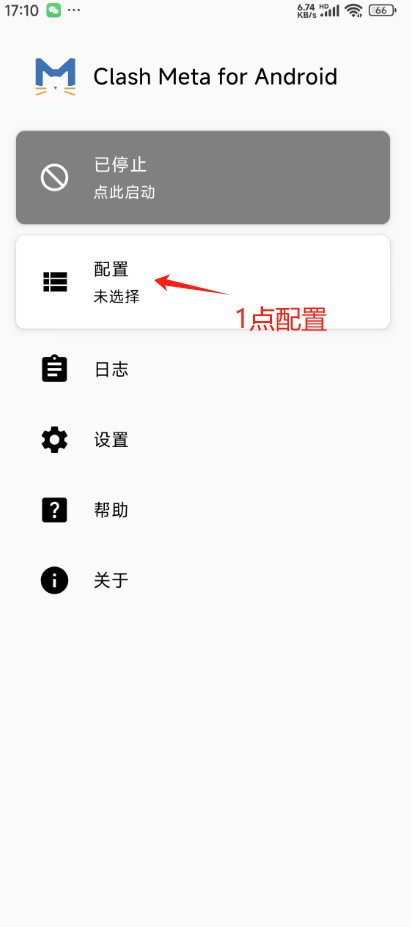 17:10 ··· 6.74 KB/s HD 66
Clash Meta for Android
已停止
点此启动
配置
未选择
1点配置
日志
设置
帮助
关于